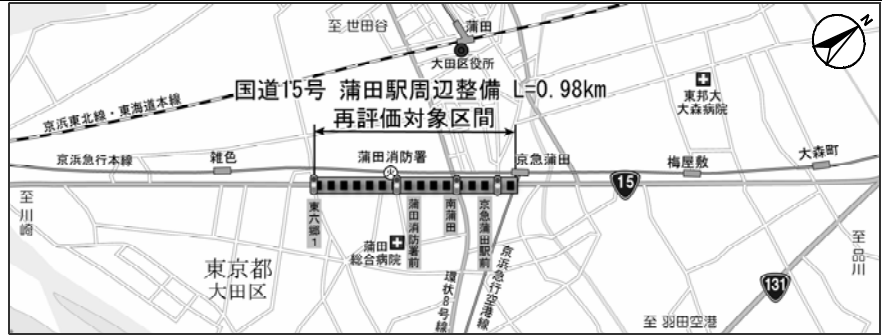 至 世田谷
蒲田
N
大田区役所
国道15号 蒲田駅周辺整備 L=0.98km
再評価対象区間
東邦大
大森病院
京浜東北線・東海道本線
京浜急行本線
雑色
蒲田消防署
京急蒲田
梅屋敷
大森町
15
至 川崎
東六郷1
蒲田消防署前
南蒲田
京急蒲田駅前
蒲田
総合病院
環状8号線
京浜急行空港線
東京都
大田区
至 品川
131
至 羽田空港